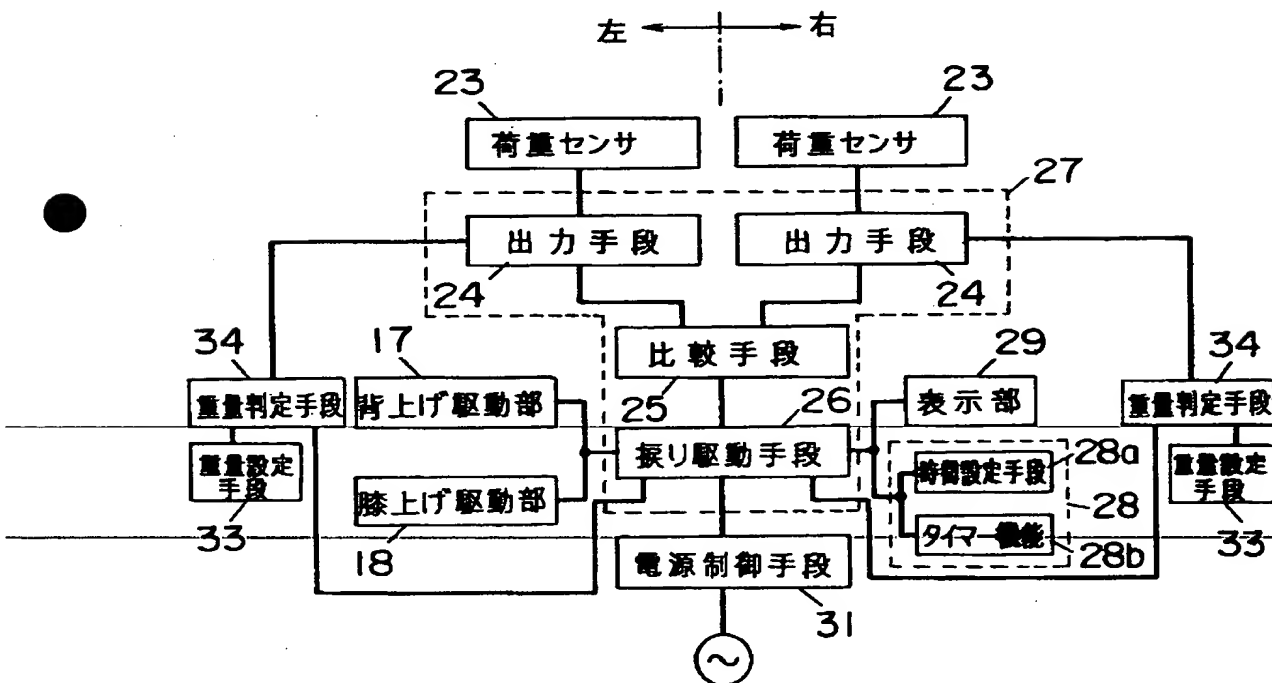 左 右
23 23
荷重センサ 荷重センサ
27
出力手段 出力手段
24 24
34 17 比較手段 29 34
重量判定手段 背上げ駆動部 25 26 表示部 重量判定手段
重量設定手段 捩り駆動手段 時間設定手段 28a 重量設定手段
33 膝上げ駆動部 28 33
18 電源制御手段 タイマー機能 28b
31
～